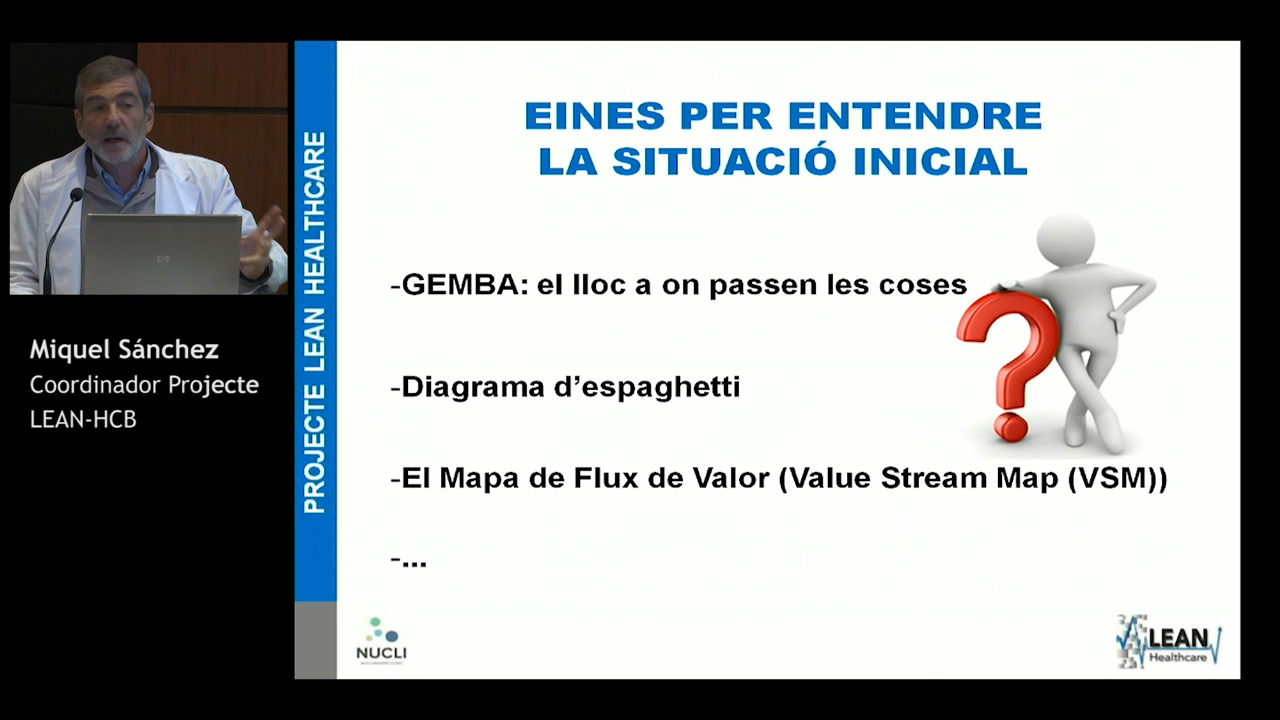 Miquel Sánchez
Coordinador Projecte
LEAN-HCB
PROJECTE LEAN HEALTHCARE
EINES PER ENTENDRE
LA SITUACIÓ INICIAL
-GEMBA: el lloc a on passen les coses
-Diagrama d’espaghetti
-El Mapa de Flux de Valor (Value Stream Map (VSM))
-...
NUCLI
LEAN
Healthcare